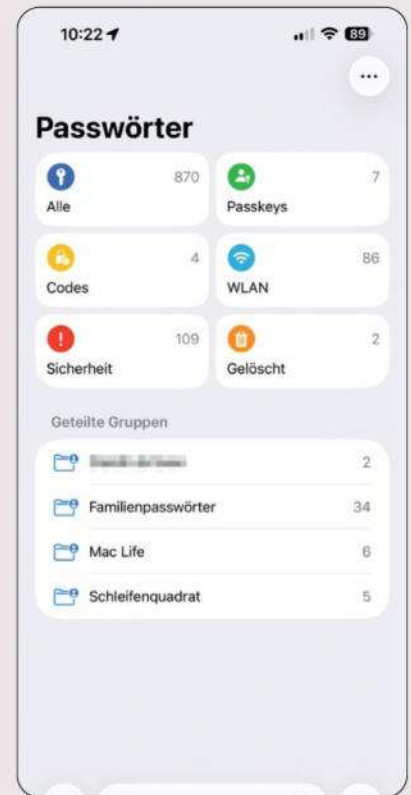 10:22
89
Passwörter
870
Alle
7
Passkeys
4
Codes
86
WLAN
109
Sicherheit
2
Gelöscht
Geteilte Gruppen
2
Familienpasswörter 34
Mac Life 6
Schleifenquadrat 5